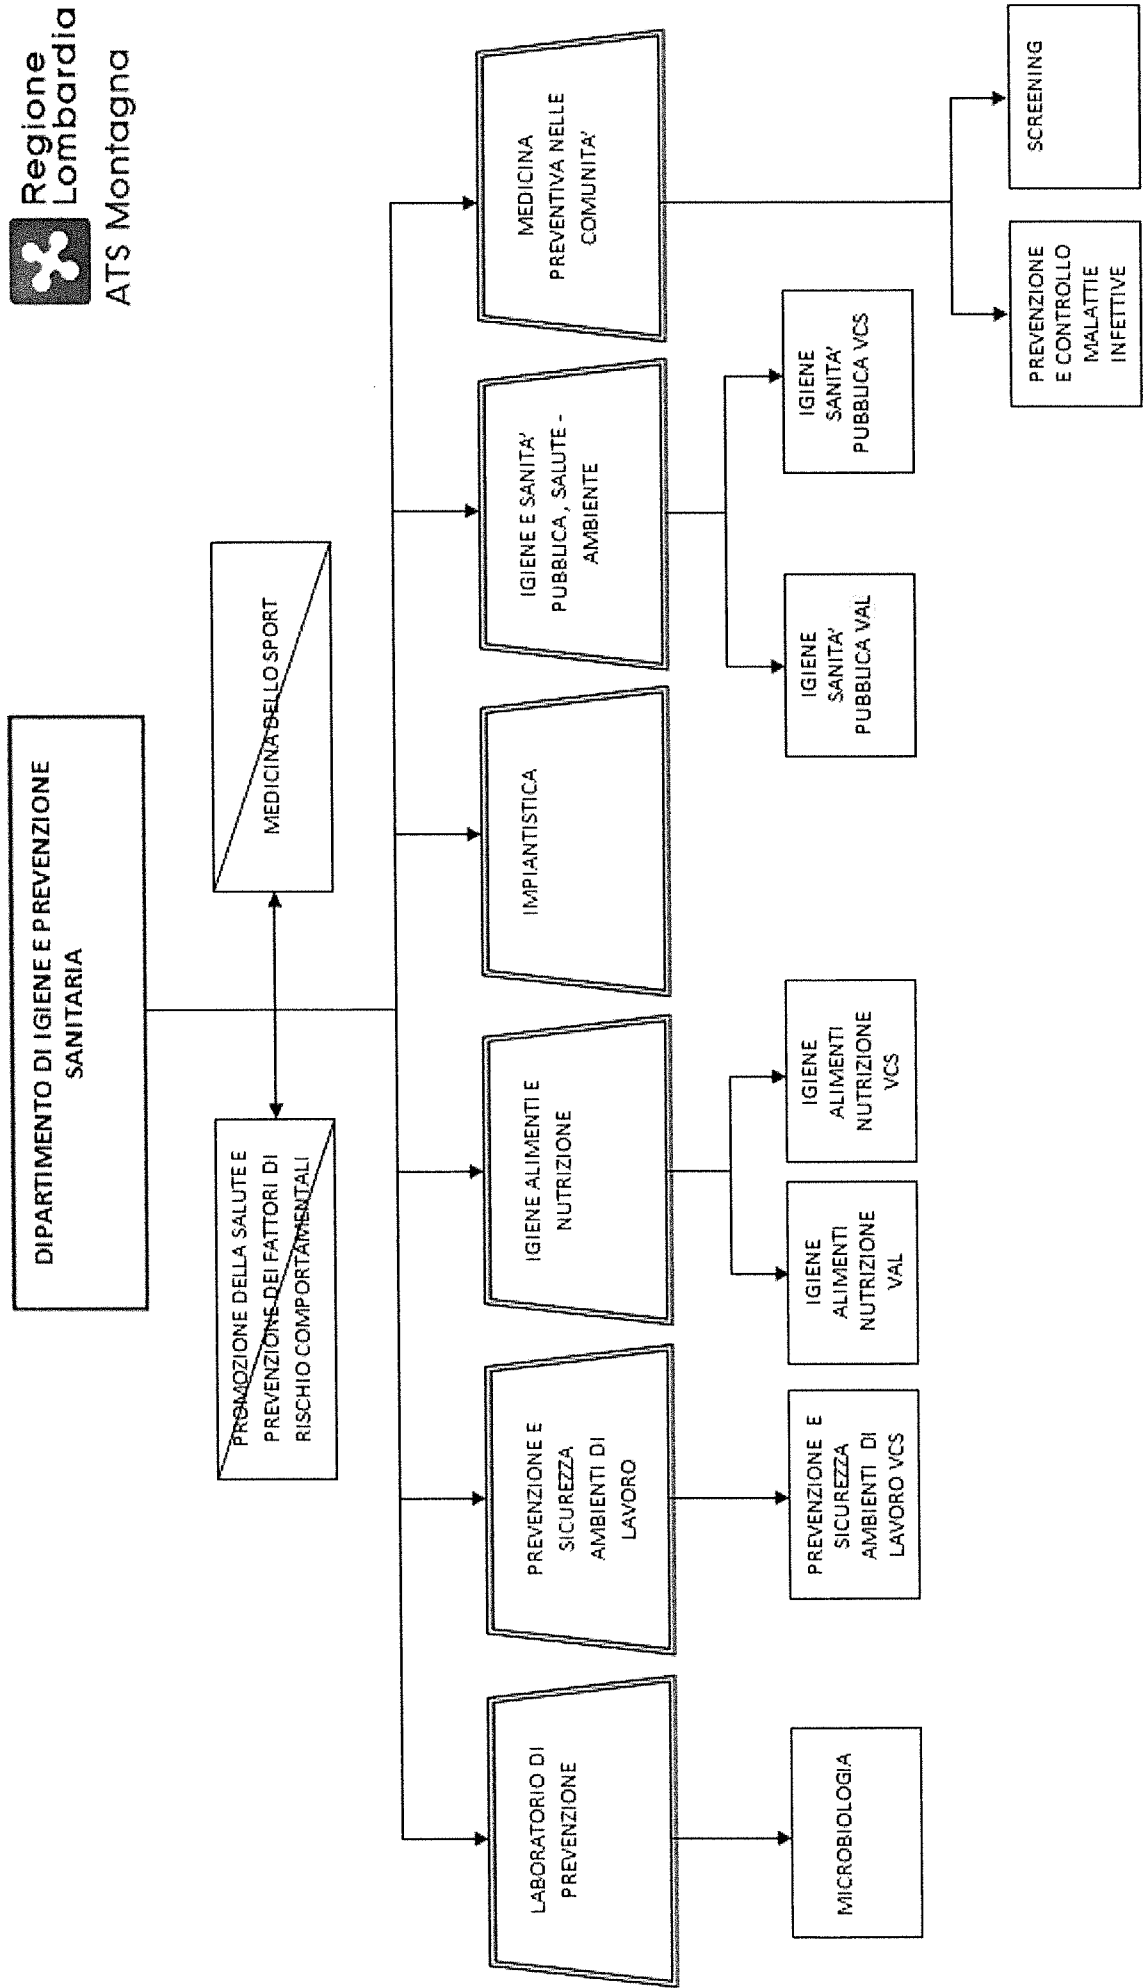 Regione
Lombardia
ATS Montagna
DIPARTIMENTO DI IGIENE E PREVENZIONE
SANITARIA
PROMOZIONE DELLA SALUTE E
PREVENZIONE DEI FATTORI DI
RISCHIO COMPORTAMENTALI
MEDICINA DELLO SPORT
LABORATORIO DI
PREVENZIONE
PREVENZIONE E
SICUREZZA
AMBIENTI DI
LAVORO
IGIENE ALIMENTI E
NUTRIZIONE
IMPIANTISTICA
IGIENE E SANITA'
PUBBLICA, SALUTE -
AMBIENTE
MEDICINA
PREVENTIVA NELLE
COMUNITA'
MICROBIOLOGIA
PREVENZIONE E
SICUREZZA
AMBIENTI DI
LAVORO VCS
IGIENE
ALIMENTI
NUTRIZIONE
VAL
IGIENE
ALIMENTI
NUTRIZIONE
VCS
IGIENE
SANITA'
PUBBLICA VAL
IGIENE
SANITA'
PUBBLICA VCS
PREVENZIONE
E CONTROLLO
MALATTIE
INFETTIVE
SCREENING